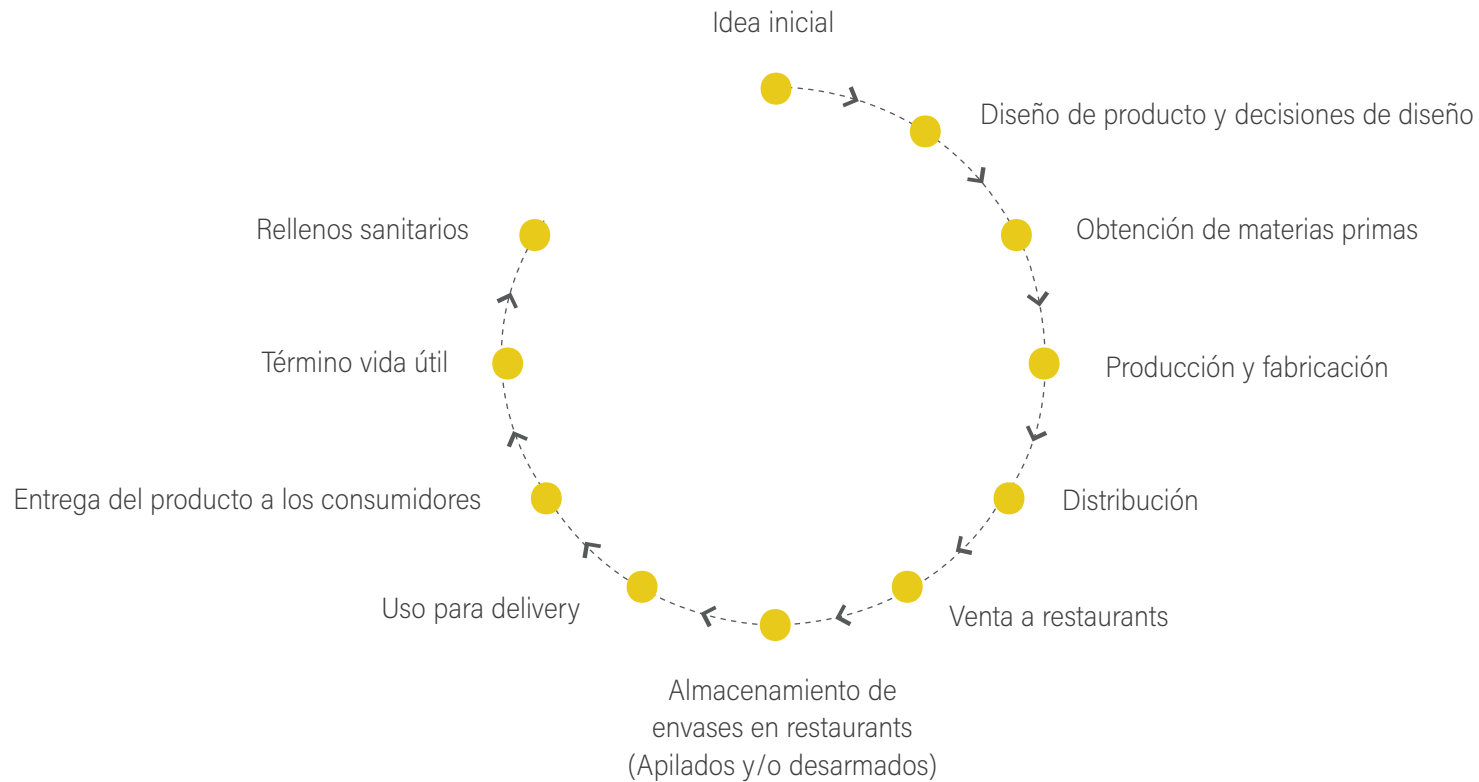 Idea inicial
Diseño de producto y decisiones de diseño
Obtención de materias primas
Producción y fabricación
Distribución
Venta a restaurants
Almacenamiento de
envases en restaurants
(Apilados y/o desarmados)
Uso para delivery
Entrega del producto a los consumidores
Término vida útil
Rellenos sanitarios